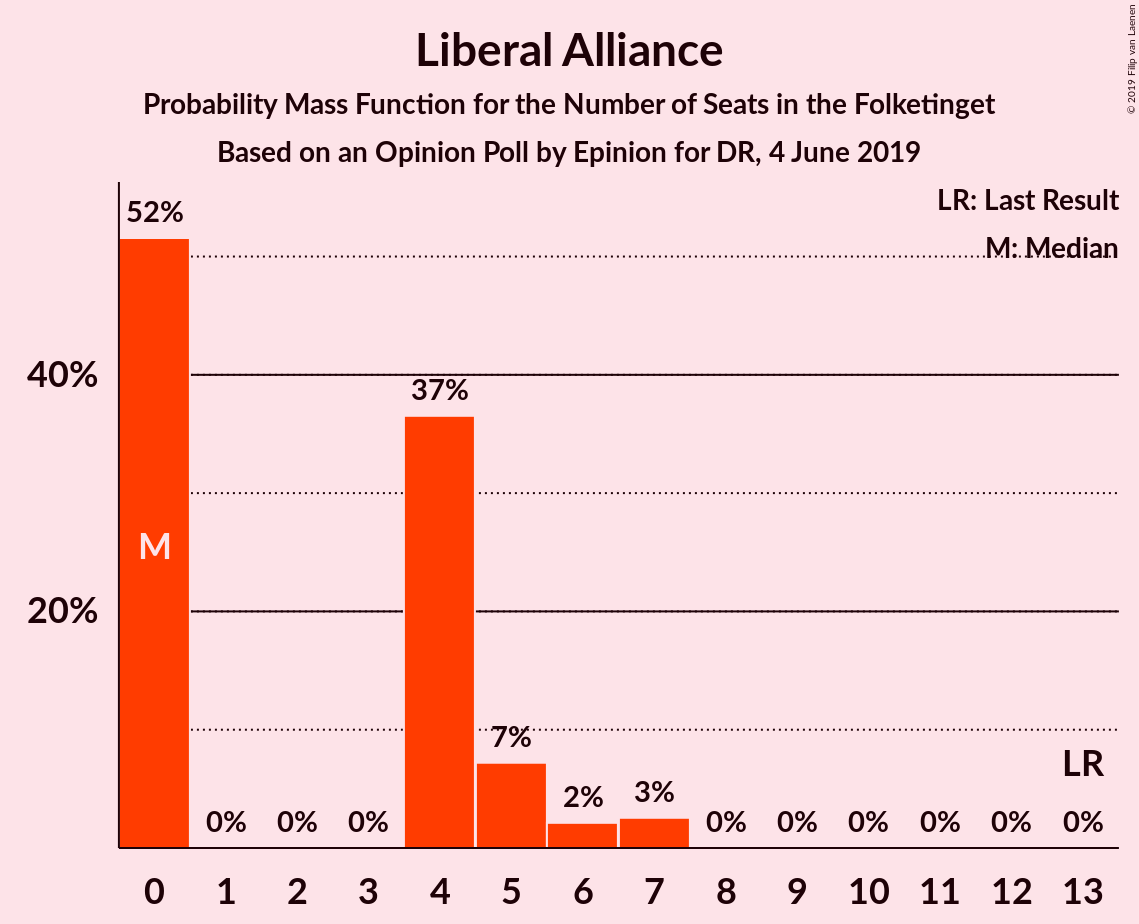 Liberal Alliance
Probability Mass Function for the Number of Seats in the Folketinget
Based on an Opinion Poll by Epinion for DR, 4 June 2019
© 2019 Filip van Laenen
LR: Last Result
M: Median
52%
40%
37%
M
20%
7%
LR
2%
3%
0%
0%
0%
0%
0%
0%
0%
0%
0%
0 1 2 3 4 5 6 7 8 9 10 11 12 13